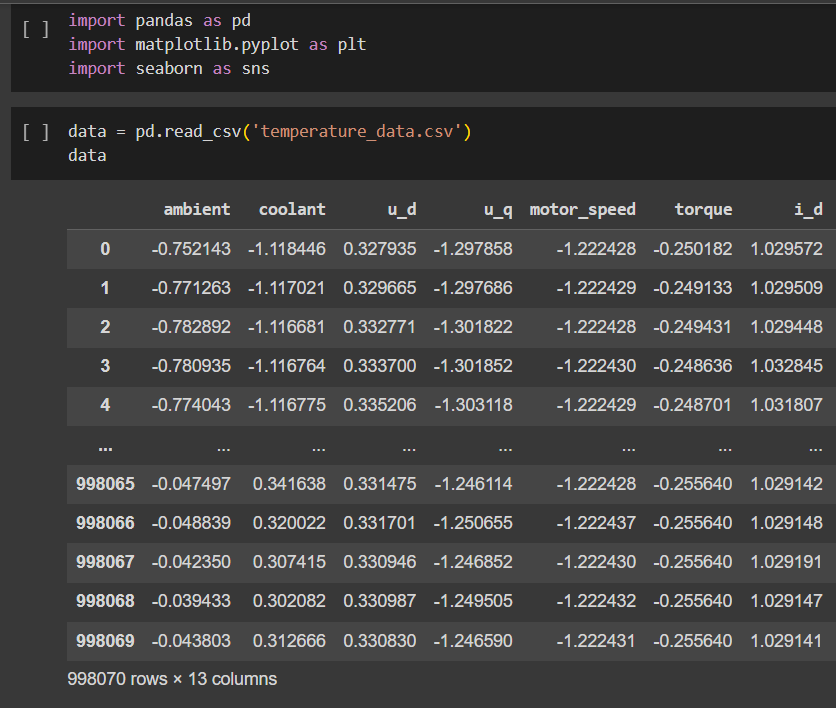 [ ] import pandas as pd
import matplotlib.pyplot as plt
import seaborn as sns
[ ] data = pd.read_csv('temperature_data.csv')
data
ambient coolant u_d u_q motor_speed torque i_d
0 -0.752143 -1.118446 0.327935 -1.297858 -1.222428 -0.250182 1.029572
1 -0.771263 -1.117021 0.329665 -1.297686 -1.222429 -0.249133 1.029509
2 -0.782892 -1.116681 0.332771 -1.301822 -1.222428 -0.249431 1.029448
3 -0.780935 -1.116764 0.333700 -1.301852 -1.222430 -0.248636 1.032845
4 -0.774043 -1.116775 0.335206 -1.303118 -1.222429 -0.248701 1.031807
... ... ... ... ... ... ... ...
998065 -0.047497 0.341638 0.331475 -1.246114 -1.222428 -0.255640 1.029142
998066 -0.048839 0.320022 0.331701 -1.250655 -1.222437 -0.255640 1.029148
998067 -0.042350 0.307415 0.330946 -1.246852 -1.222430 -0.255640 1.029191
998068 -0.039433 0.302082 0.330987 -1.249505 -1.222432 -0.255640 1.029147
998069 -0.043803 0.312666 0.330830 -1.246590 -1.222431 -0.255640 1.029141
998070 rows × 13 columns